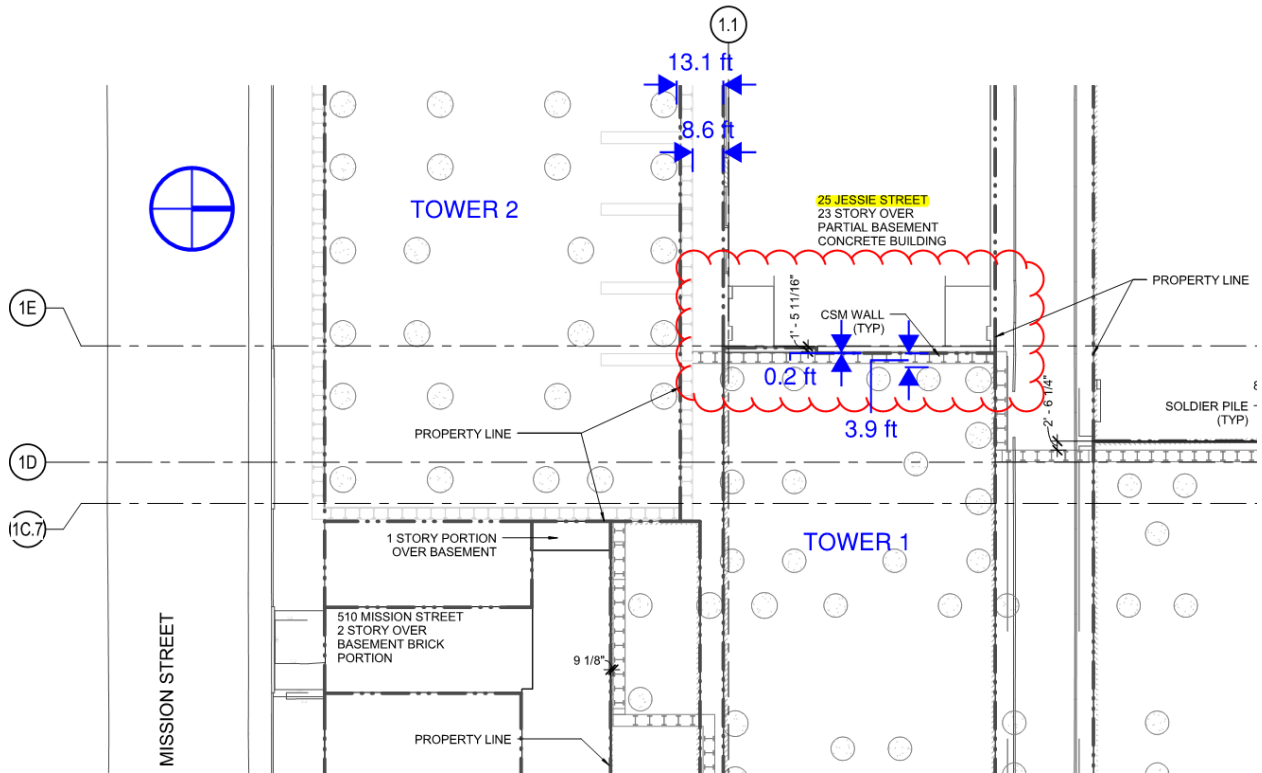 1.1
13.1 ft
8.6 ft
TOWER 2
25 JESSIE STREET
23 STORY OVER
PARTIAL BASEMENT
CONCRETE BUILDING
1E
1' - 5 11/16"
CSM WALL
(TYP)
PROPERTY LINE
0.2 ft
3.9 ft
2' - 6 1/4"
8
SOLDIER PILE
(TYP)
PROPERTY LINE
1D
1C.7
1 STORY PORTION
OVER BASEMENT
TOWER 1
510 MISSION STREET
2 STORY OVER
BASEMENT BRICK
PORTION
9 1/8"
MISSION STREET
PROPERTY LINE